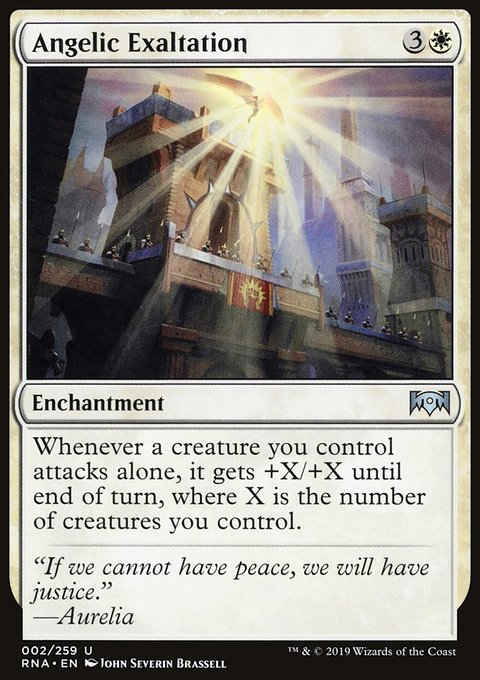 Angelic Exaltation 3
Enchantment
Whenever a creature you control
attacks alone, it gets +X/+X until
end of turn, where X is the number
of creatures you control.
“If we cannot have peace, we will have
justice.”
—Aurelia
002/259 U
RNA • EN John Severin Brassell
™ & © 2019 Wizards of the Coast